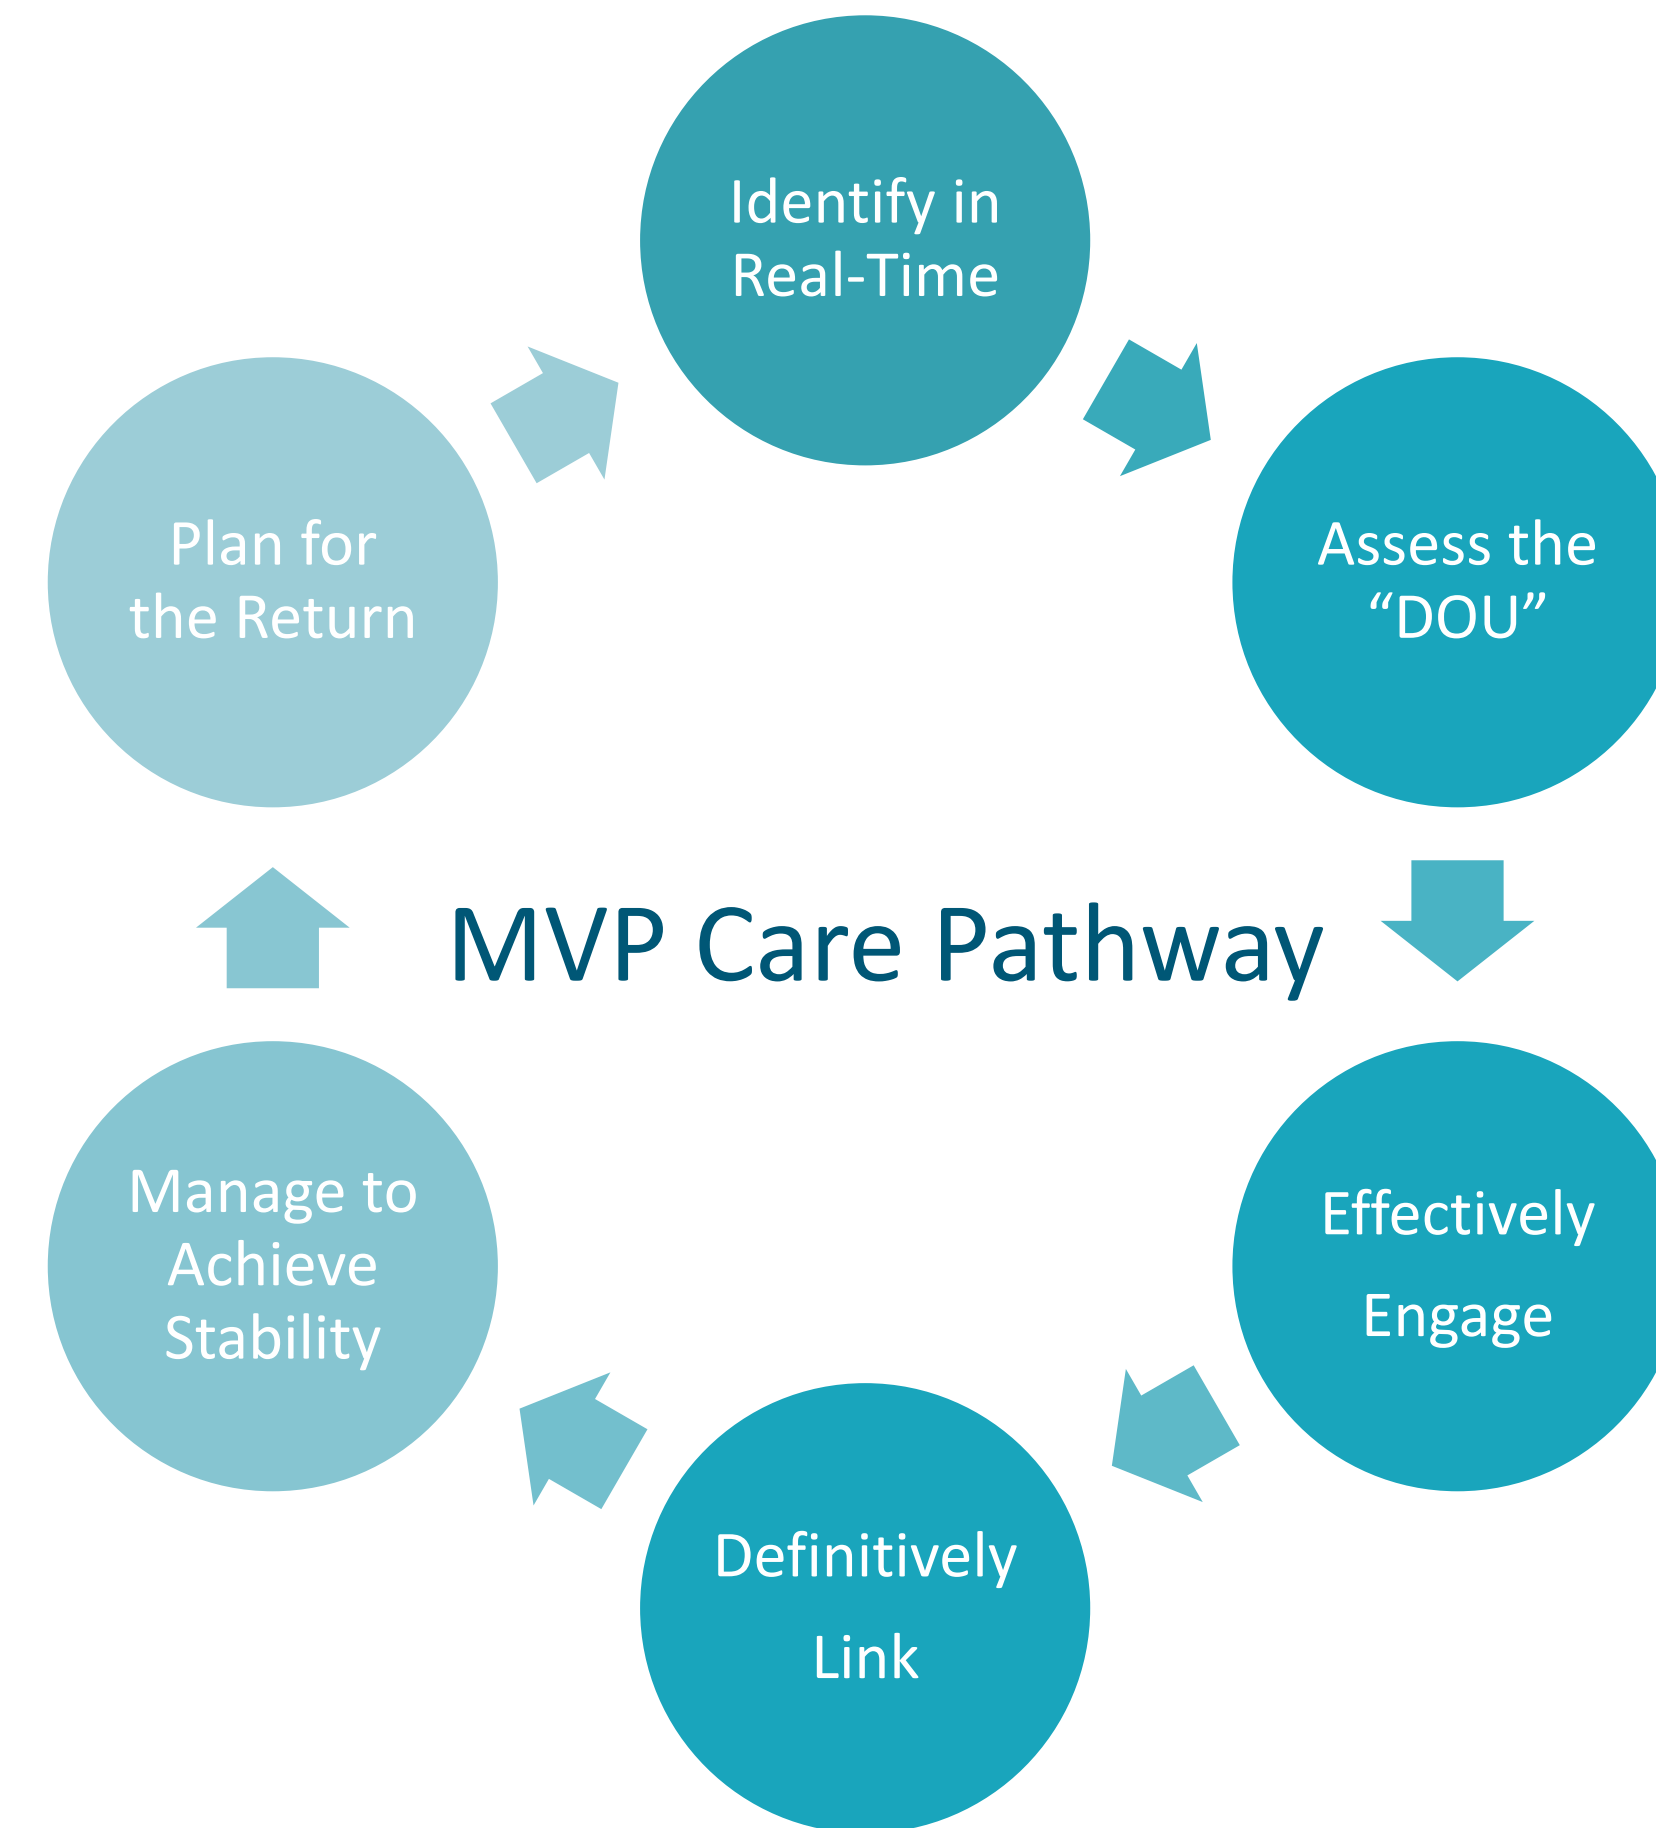 Identify in
Real-Time
Assess the
“DOU”
Effectively
Engage
Definitively
Link
Manage to
Achieve
Stability
Plan for
the Return
MVP Care Pathway